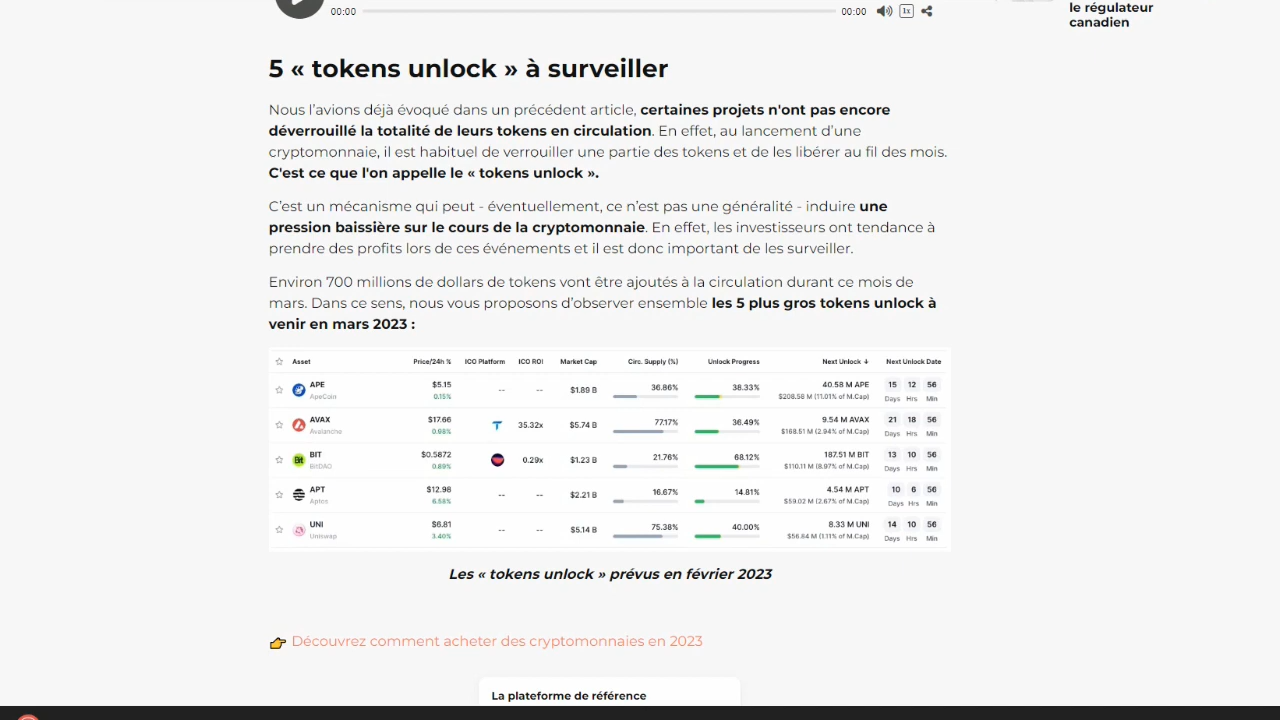 le régulateur
canadien
00:00
00:00
1x
5 « tokens unlock » à surveiller
Nous l'avions déjà évoqué dans un précédent article, certaines projets n'ont pas encore
déverrouillé la totalité de leurs tokens en circulation. En effet, au lancement d'une
cryptomonnaie, il est habituel de verrouiller une partie des tokens et de les libérer au fil des mois.
C'est ce que l'on appelle le « tokens unlock ».
C'est un mécanisme qui peut - éventuellement, ce n'est pas une généralité - induire une
pression baissière sur le cours de la cryptomonnaie. En effet, les investisseurs ont tendance à
prendre des profits lors de ces événements et il est donc important de les surveiller.
Environ 700 millions de dollars de tokens vont être ajoutés à la circulation durant ce mois de
mars. Dans ce sens, nous vous proposons d'observer ensemble les 5 plus gros tokens unlock à
venir en mars 2023 :
Asset Price/24h % ICO Platform ICO ROI Market Cap Circ. Supply (%) Unlock Progress Next Unlock ↓ Next Unlock Date
APE $5.15 -- -- $1.89 B 36.86% 38.33% 40.58 M APE 15 12 56
ApeCoin 0.15% $208.58 M (11.01% of M.Cap) Days Hrs Min
AVAX $17.66 35.32x $5.74 B 77.17% 36.49% 9.54 M AVAX 21 18 56
Avalanche 0.98% $168.51 M (2.94% of M.Cap) Days Hrs Min
BIT $0.5872 0.29x $1.23 B 21.76% 68.12% 187.51 M BIT 13 10 56
BitDAO 0.89% $110.11 M (8.97% of M.Cap) Days Hrs Min
APT $12.98 -- -- $2.21 B 16.67% 14.81% 4.54 M APT 10 6 56
Aptos 6.58% $59.02 M (2.67% of M.Cap) Days Hrs Min
UNI $6.81 -- -- $5.14 B 75.38% 40.00% 8.33 M UNI 14 10 56
Uniswap 3.40% $56.84 M (1.11% of M.Cap) Days Hrs Min
Les « tokens unlock » prévus en février 2023
👉 Découvrez comment acheter des cryptomonnaies en 2023
La plateforme de référence